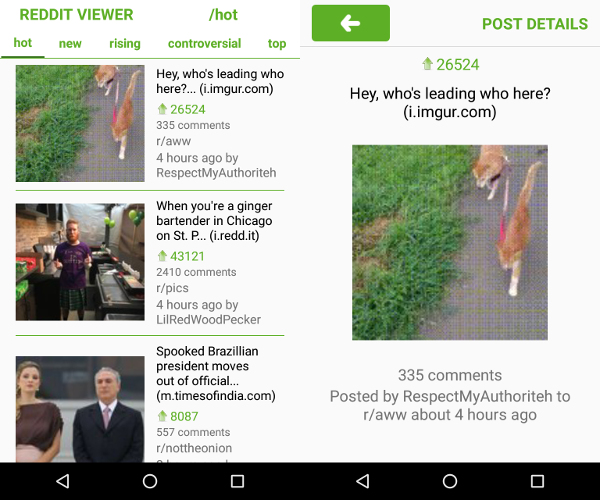 REDDIT VIEWER
/hot
hot
new
rising
controversial
top
Hey, who's leading who
here?... (i.imgur.com)
26524
335 comments
r/aww
4 hours ago by
RespectMyAuthoriteh
When you're a ginger
bartender in Chicago
on St. P... (i.redd.it)
43121
2410 comments
r/pics
4 hours ago by
LilRedWoodPecker
Spooked Brazillian
president moves
out of official...
(m.timesofindia.com)
8087
557 comments
r/nottheonion
POST DETAILS
26524
Hey, who's leading who here?
(i.imgur.com)
335 comments
Posted by RespectMyAuthoriteh to
r/aww about 4 hours ago